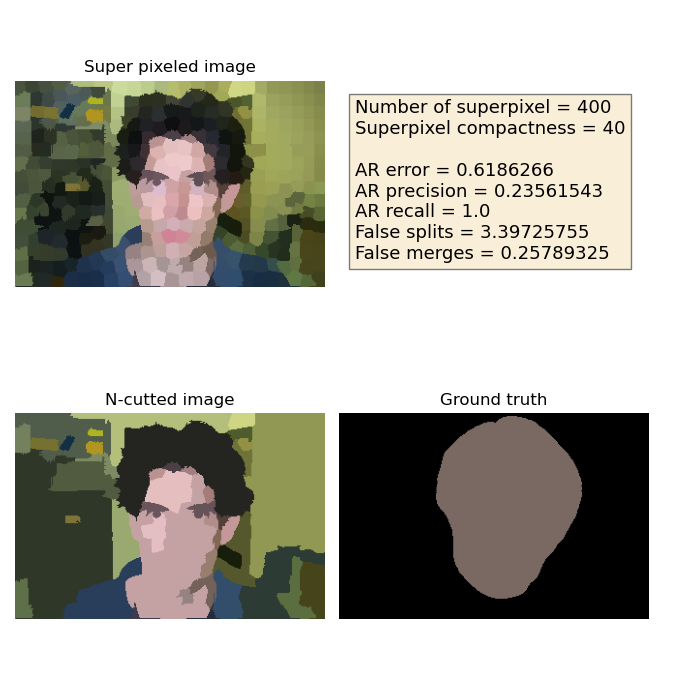 Super pixeled image
Number of superpixel = 400
Superpixel compactness = 40
AR error = 0.6186266
AR precision = 0.23561543
AR recall = 1.0
False splits = 3.39725755
False merges = 0.25789325
N-cutted image
Ground truth